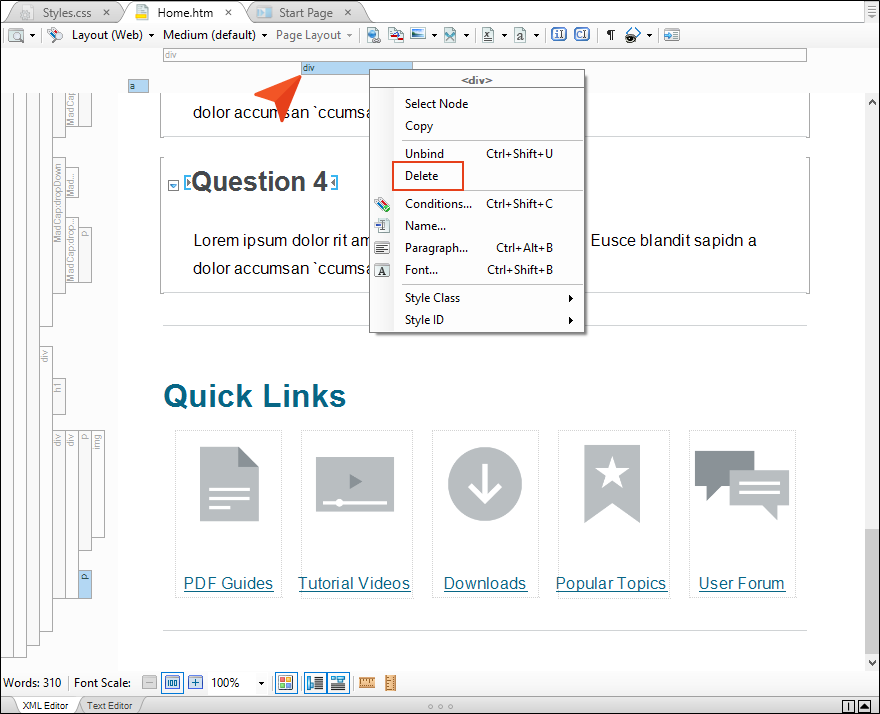 Styles.css × Home.htm × Start Page ×
Layout (Web) Medium (default) Page Layout
div
div
a
<div>
Select Node
Copy
Unbind Ctrl+Shift+U
Delete
Conditions... Ctrl+Shift+C
Name...
Paragraph... Ctrl+Alt+B
Font... Ctrl+Shift+B
Style Class
Style ID
MadCap
dolor accumsan `ccumsa
MadCap:dropDown
Mad...
MadCap:drop...
p
Question 4
Lorem ipsum dolor rit am Eusce blandit sapidn a
dolor accumsan `ccumsa
div
h1
Quick Links
div
div
p
img
p
PDF Guides Tutorial Videos Downloads Popular Topics User Forum
Words: 310 Font Scale: 100%
XML Editor Text Editor